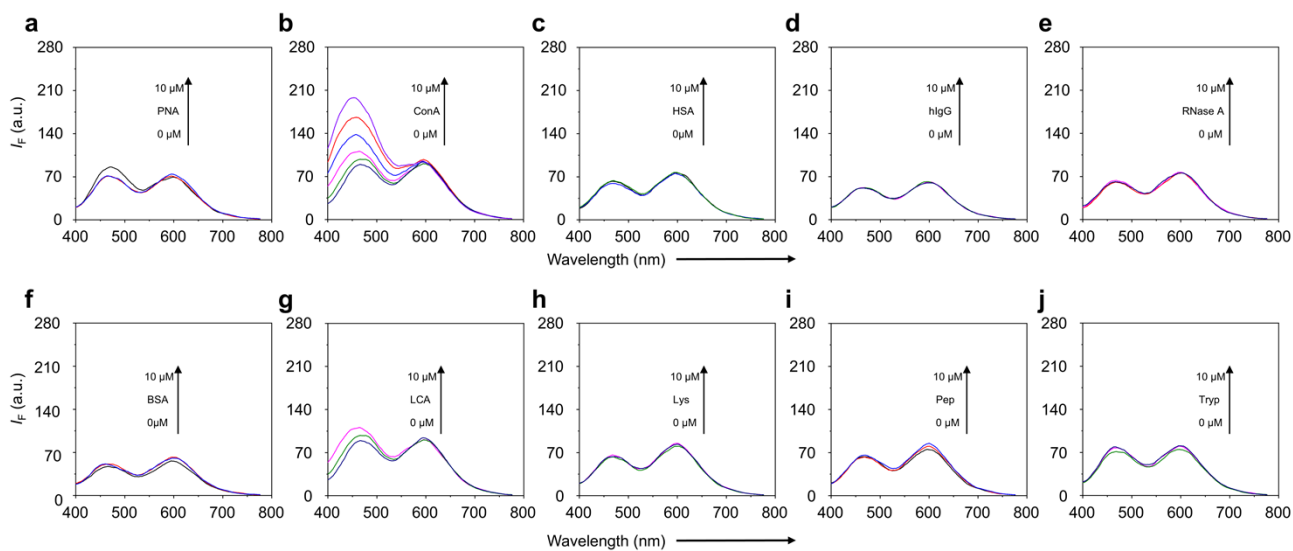 a
280
210
140
70
0
I_F (a.u.)
10 µM
PNA
0 µM
400 500 600 700 800
b
280
210
140
70
0
10 µM
ConA
0 µM
400 500 600 700 800
c
280
210
140
70
0
10 µM
HSA
0µM
400 500 600 700 800
d
280
210
140
70
0
10 µM
hIgG
0 µM
400 500 600 700 800
e
280
210
140
70
0
10 µM
RNase A
0 µM
400 500 600 700 800
Wavelength (nm)
f
280
210
140
70
0
I_F (a.u.)
10 µM
BSA
0µM
400 500 600 700 800
g
280
210
140
70
0
10 µM
LCA
0 µM
400 500 600 700 800
h
280
210
140
70
0
10 µM
Lys
0 µM
400 500 600 700 800
i
280
210
140
70
0
10 µM
Pep
0 µM
400 500 600 700 800
j
280
210
140
70
0
10 µM
Tryp
0 µM
400 500 600 700 800
Wavelength (nm)